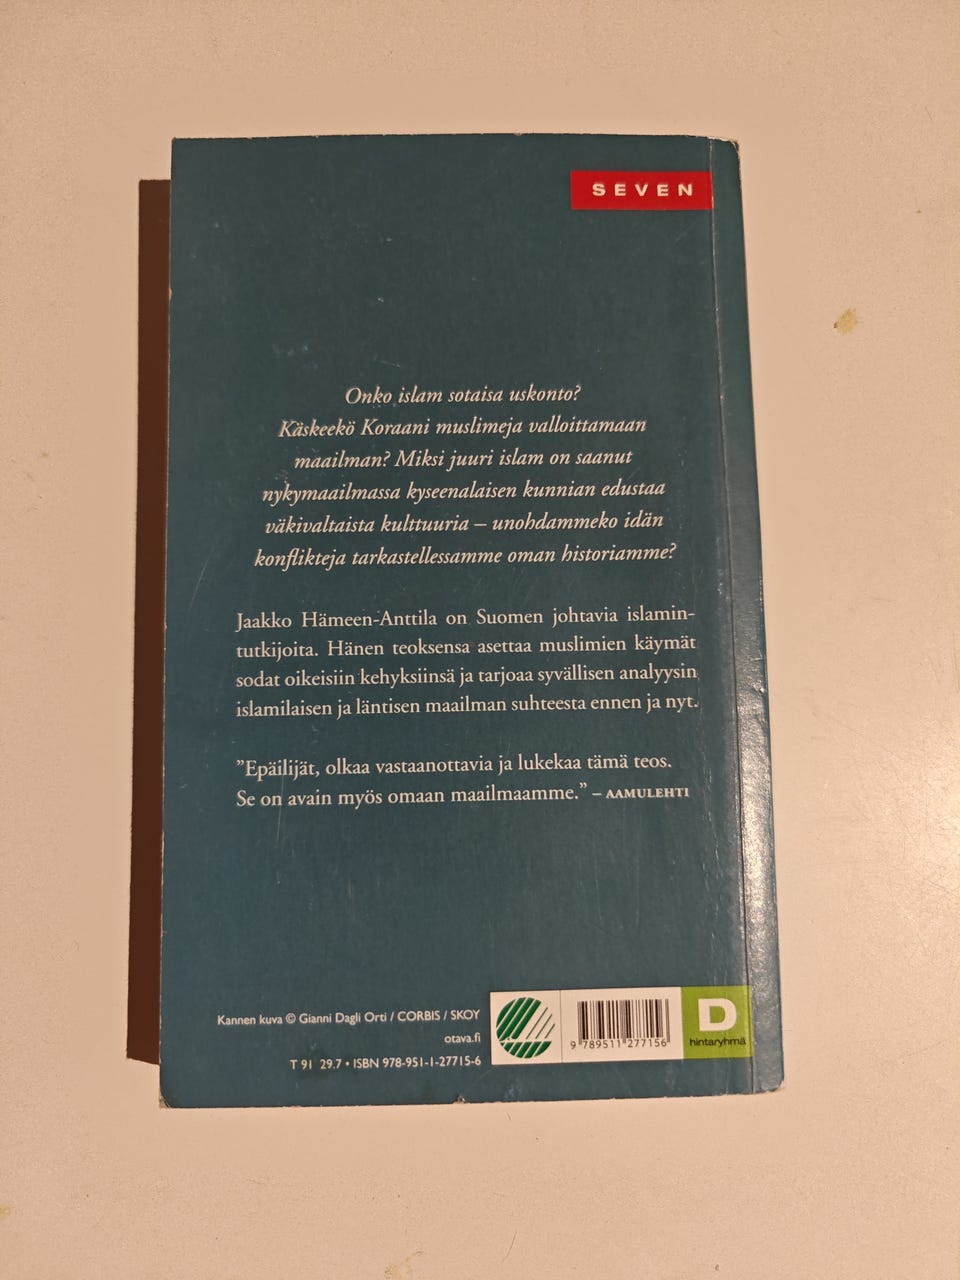 SEVEN
Onko islam sotaisa uskonto?
Käskeekö Koraani muslimeja valloittamaan
maailman? Miksi juuri islam on saanut
nykymaailmassa kyseenalaisen kunnian edustaa
väkivaltaista kulttuuria – unohdammeko idän
konflikteja tarkastellessamme oman historiamme?
Jaakko Hämeen-Anttila on Suomen johtavia islamin-
tutkijoita. Hänen teoksensa asettaa muslimien käymät
sodat oikeisiin kehyksiinsä ja tarjoaa syvällisen analyysin
islamilaisen ja läntisen maailman suhteesta ennen ja nyt.
”Epäilijät, olkaa vastaanottavia ja lukekaa tämä teos.
Se on avain myös omaan maailmaamme.” – AAMULEHTI
Kannen kuva © Gianni Dagli Orti / CORBIS / SKOY
otava.fi
T 91 29.7 • ISBN 978-951-1-27715-6
9 789511 277156
D
hintaryhmä